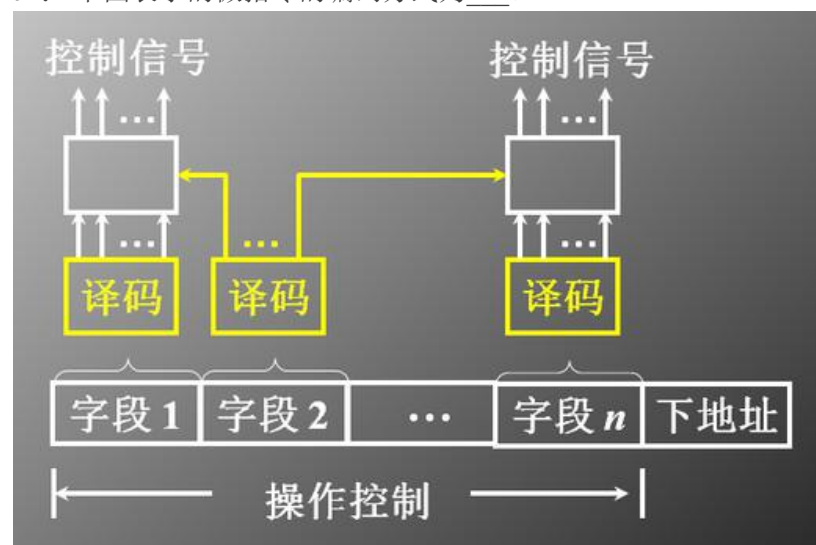 控制信号 控制信号
… …
… … …
译码 译码 译码
字段 1 字段 2 … 字段 n 下地址
操作控制